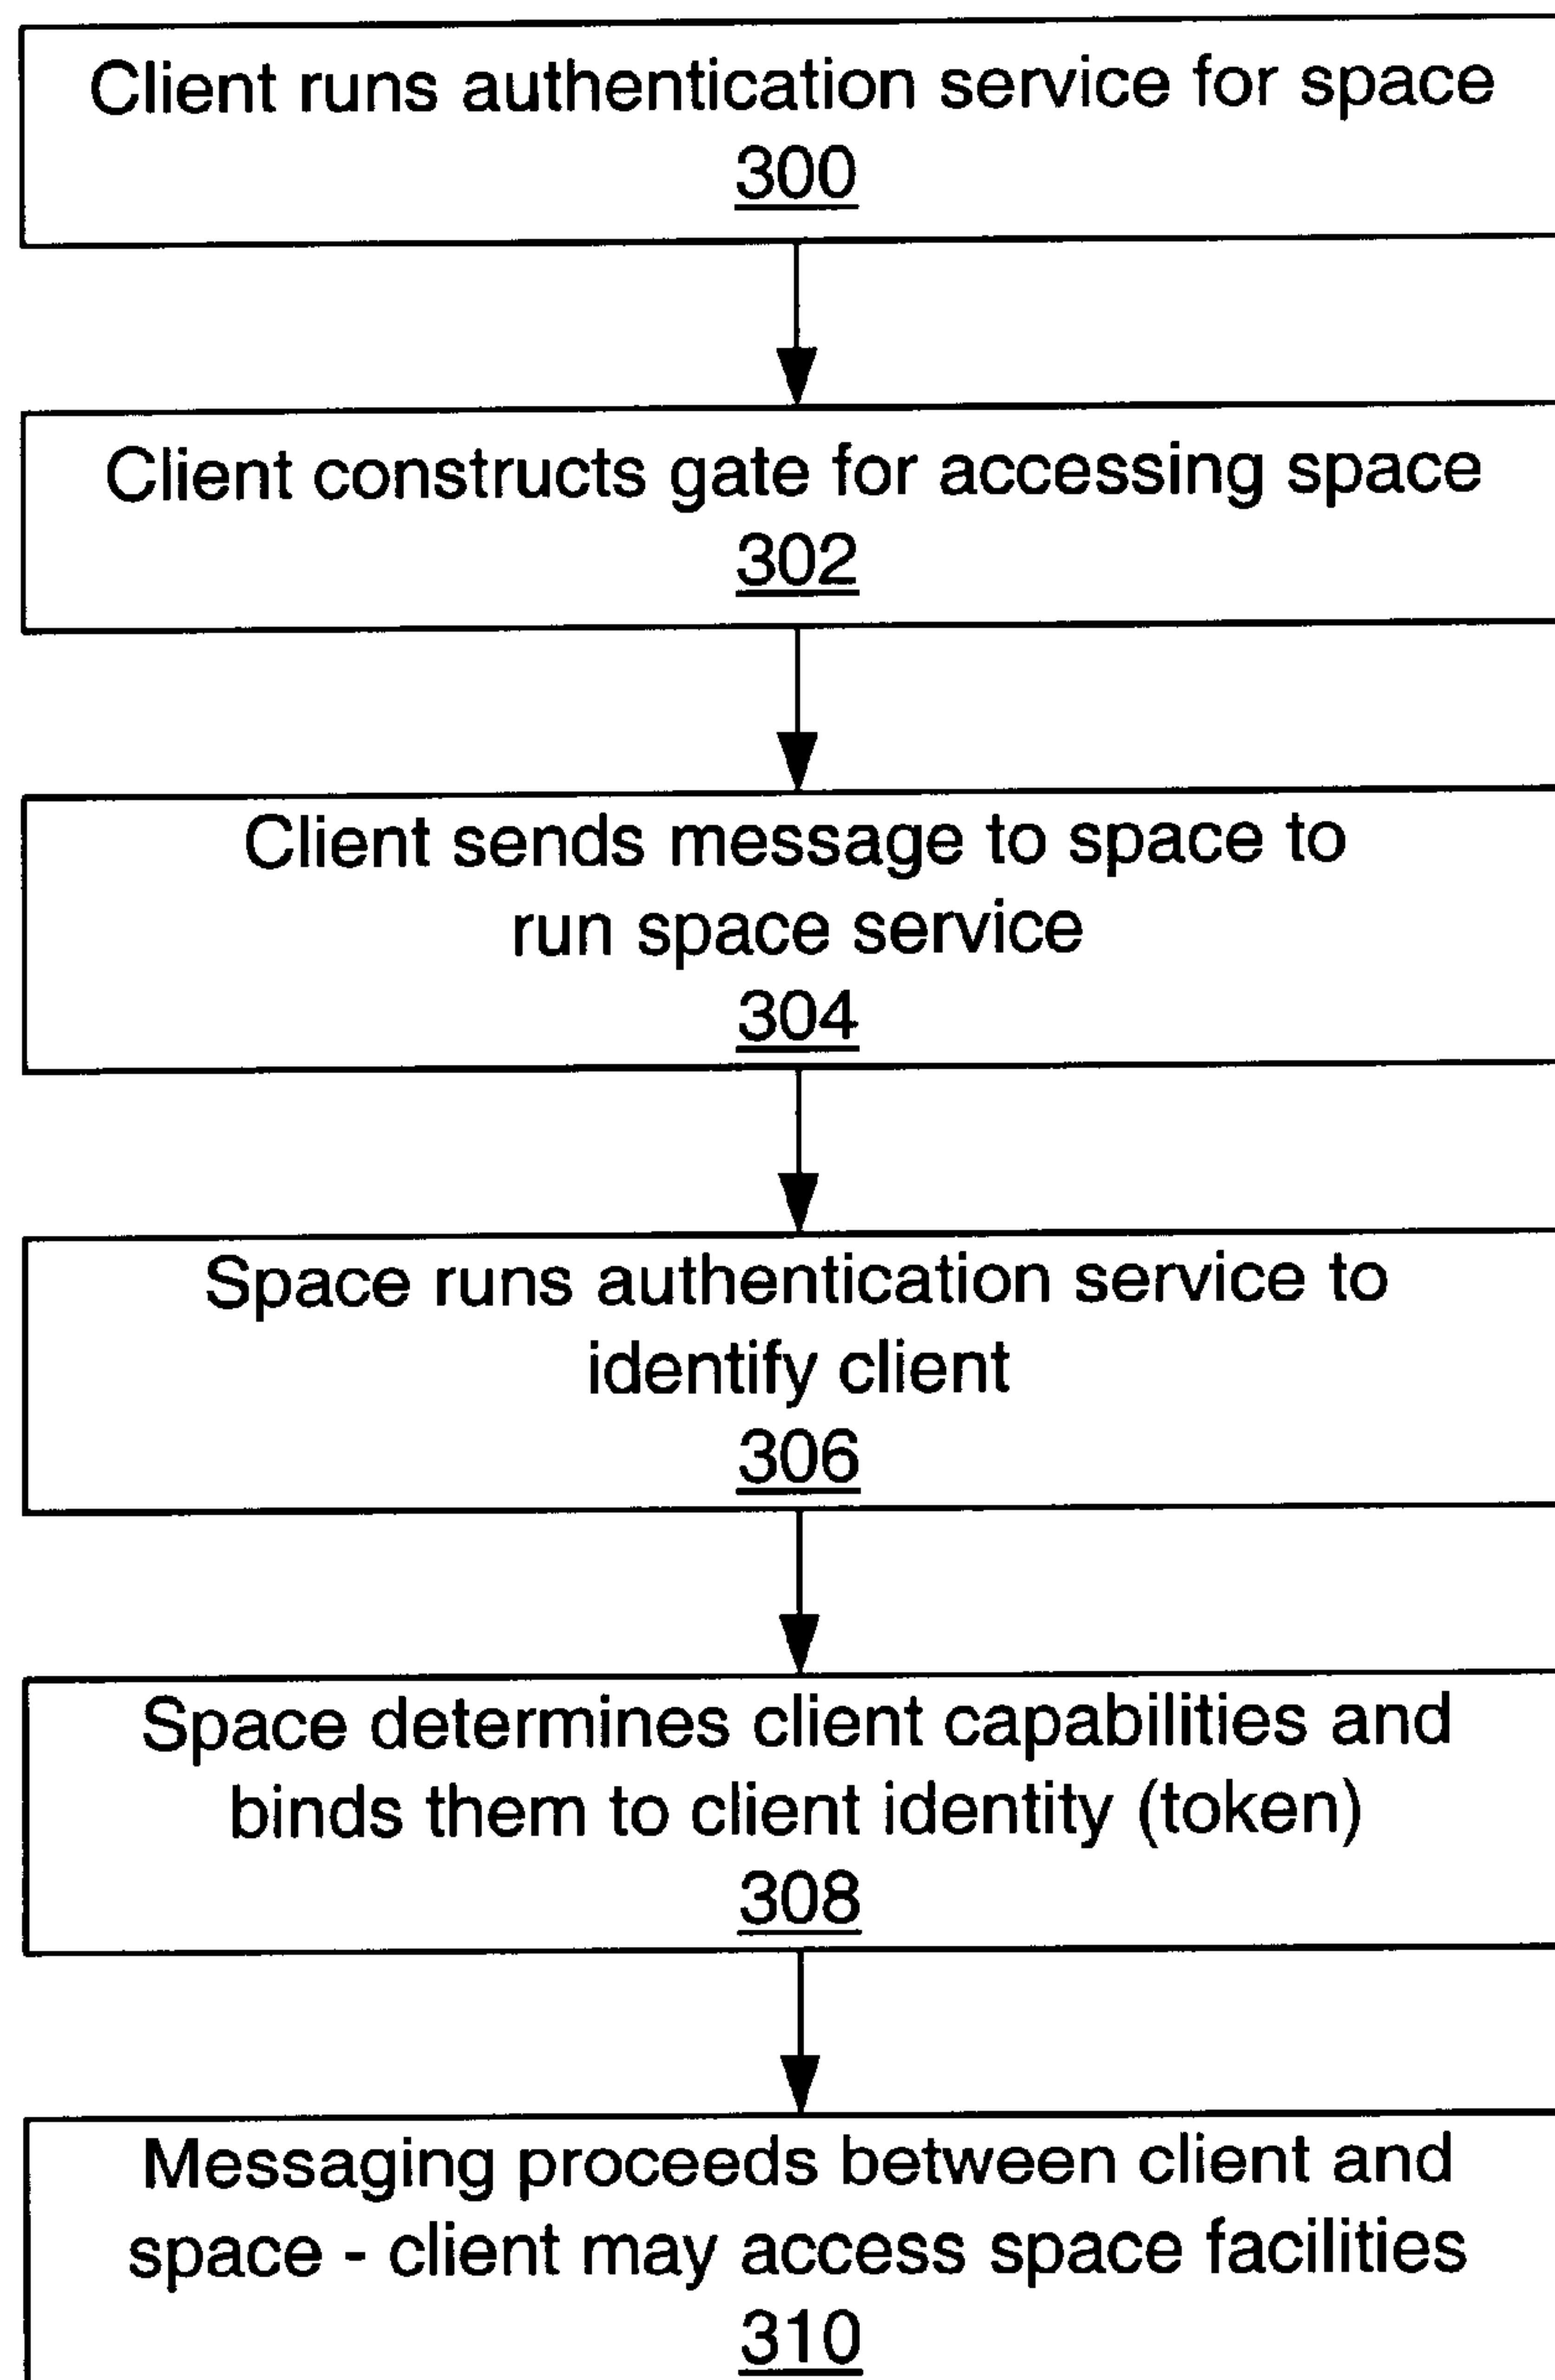 Client runs authentication service for space
300
Client constructs gate for accessing space
302
Client sends message to space to
run space service
304
Space runs authentication service to
identify client
306
Space determines client capabilities and
binds them to client identity (token)
308
Messaging proceeds between client and
space - client may access space facilities
310